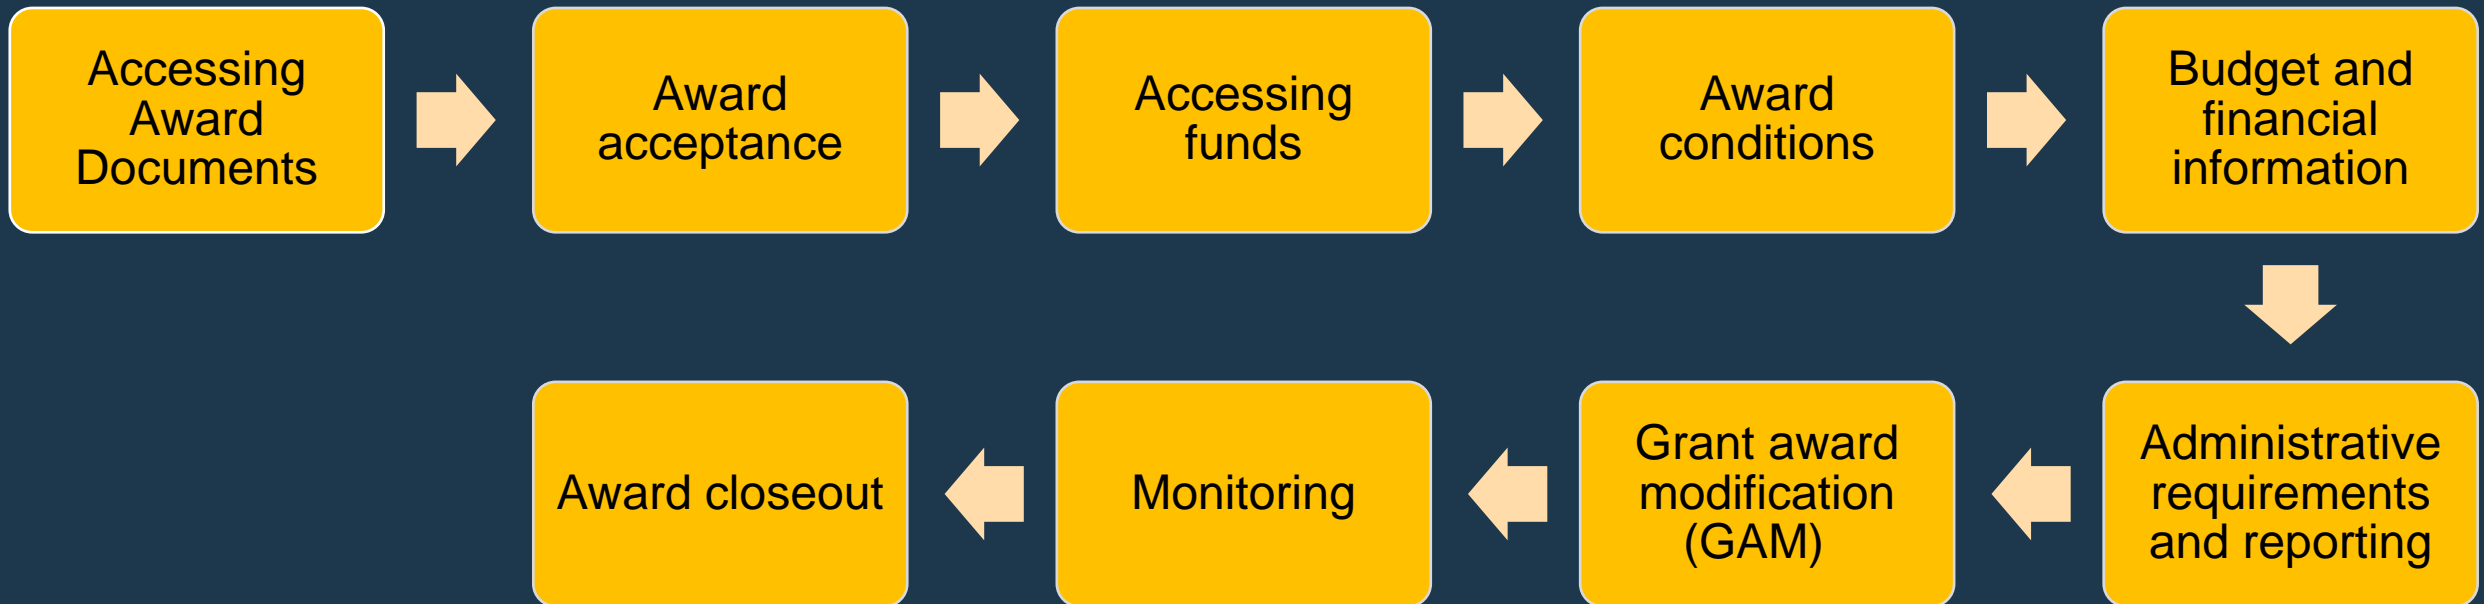 Accessing
Award
Documents
Award
acceptance
Accessing
funds
Award
conditions
Budget and
financial
information
Administrative
requirements
and reporting
Grant award
modification
(GAM)
Monitoring
Award closeout